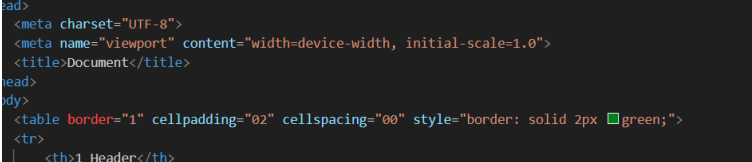 ead>
<meta charset="UTF-8">
<meta name="viewport" content="width=device-width, initial-scale=1.0">
<title>Document</title>
head>
ody>
<table border="1" cellpadding="02" cellspacing="00" style="border: solid 2px green;">
<tr>
<th>1 Header</th>